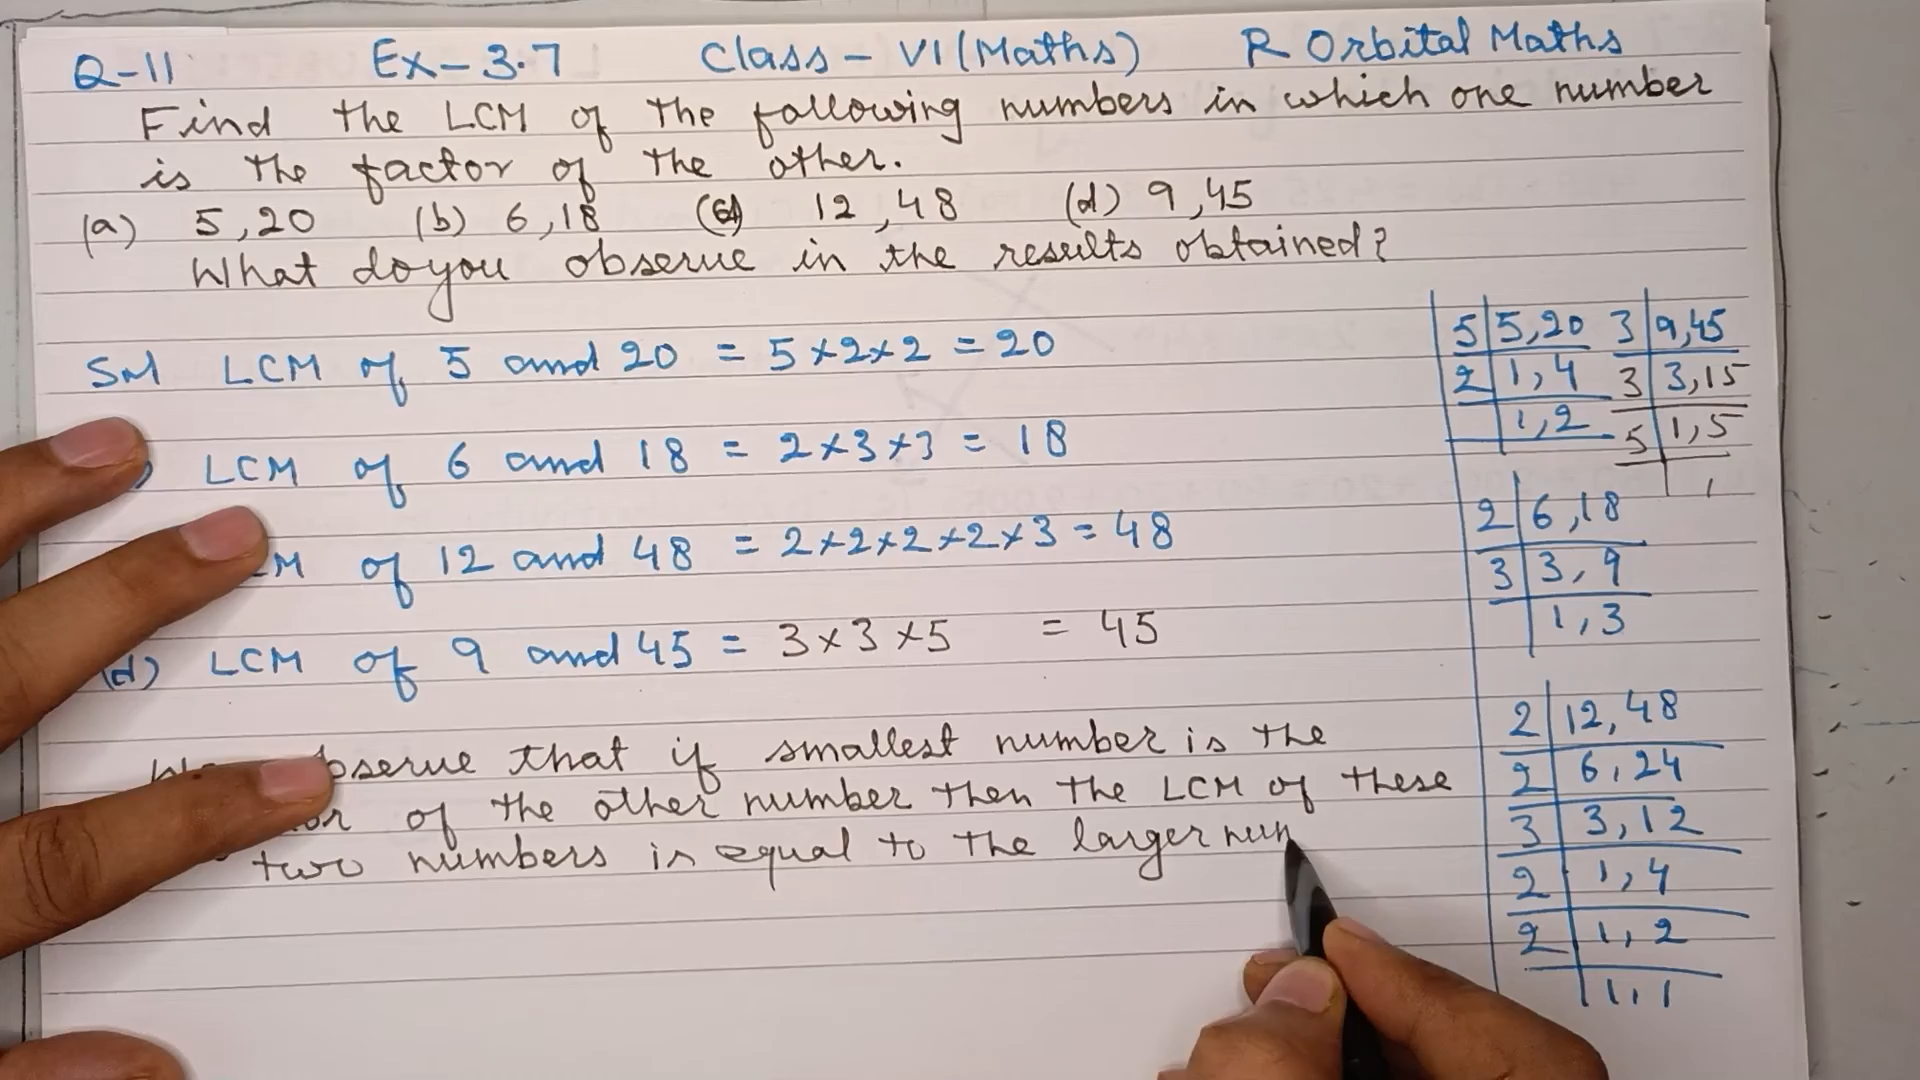 Q-11 Ex-3.7 Class-VI (Maths) R Orbital Maths
Find the LCM of the following numbers in which one number
is the factor of the other.
(a) 5,20 (b) 6,18 (c) 12,48 (d) 9,45
What do you observe in the results obtained?
Sol LCM of 5 and 20 = 5×2×2 = 20
) LCM of 6 and 18 = 2×3×3 = 18
of 12 and 48 = 2×2×2×2×3 = 48
(d) LCM of 9 and 45 = 3×3×5 = 45
that if smallest number is the
of the other number then the LCM of these
two numbers is equal to the larger num
5 | 5,20
2 | 1,4
1,2
3 | 9,45
3 | 3,15
5 | 1,5
1
2 | 6,18
3 | 3,9
1,3
2 | 12,48
2 | 6,24
3 | 3,12
2 | 1,4
2 | 1,2
1,1